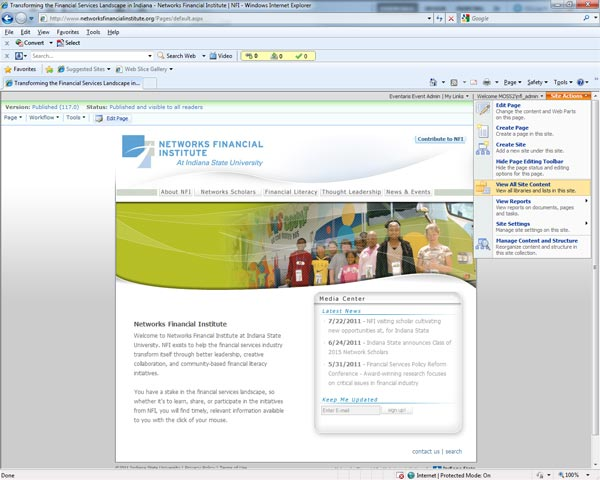 Transforming the Financial Services Landscape in Indiana - Networks Financial Institute | NFI - Windows Internet Explorer
http://www.networksfinancialinstitute.org/Pages/default.aspx
Google
File Edit View Favorites Tools Help
Convert Select
Search... Search Web Video
Favorites Suggested Sites Web Slice Gallery
Transforming the Financial Services Landscape in...
Page Safety Tools
Eventaris Event Admin | My Links | Welcome MOSS2\nfi_admin Site Actions
Version: Published (117.0) Status: Published and visible to all readers
Page Workflow Tools Edit Page
Edit Page
Change the content and Web Parts
on this page.
Create Page
Create a page in this site.
Create Site
Add a new site under this site.
Hide Page Editing Toolbar
Hide the page status and editing
options for this page.
View All Site Content
View all libraries and lists in this site.
View Reports
View reports on documents, pages
and tasks.
Site Settings
Manage site settings on this site.
Manage Content and Structure
Reorganize content and structure in
this site collection.
NETWORKS FINANCIAL
INSTITUTE
At Indiana State University
Contribute to NFI
About NFI Networks Scholars Financial Literacy Thought Leadership News & Events
Networks Financial Institute
Welcome to Networks Financial Institute at Indiana State
University. NFI exists to help the financial services industry
transform itself through better leadership, creative
collaboration, and community-based financial literacy
initiatives.
You have a stake in the financial services landscape, so
whether it's to learn, share, or participate in the initiatives
from NFI, you will find timely, relevant information available
to you with the click of your mouse.
Media Center
Latest News
7/22/2011 - NFI visiting scholar cultivating
new opportunities at, for Indiana State
6/24/2011 - Indiana State announces Class of
2015 Network Scholars
5/31/2011 - Financial Services Policy Reform
Conference - Award-winning research focuses
on critical issues in financial industry
Keep Me Updated
Enter E-mail sign up!
contact us | search
©2011 Indiana State University | Privacy Policy | Terms of Use
Indiana State
Done Internet | Protected Mode: On 100%